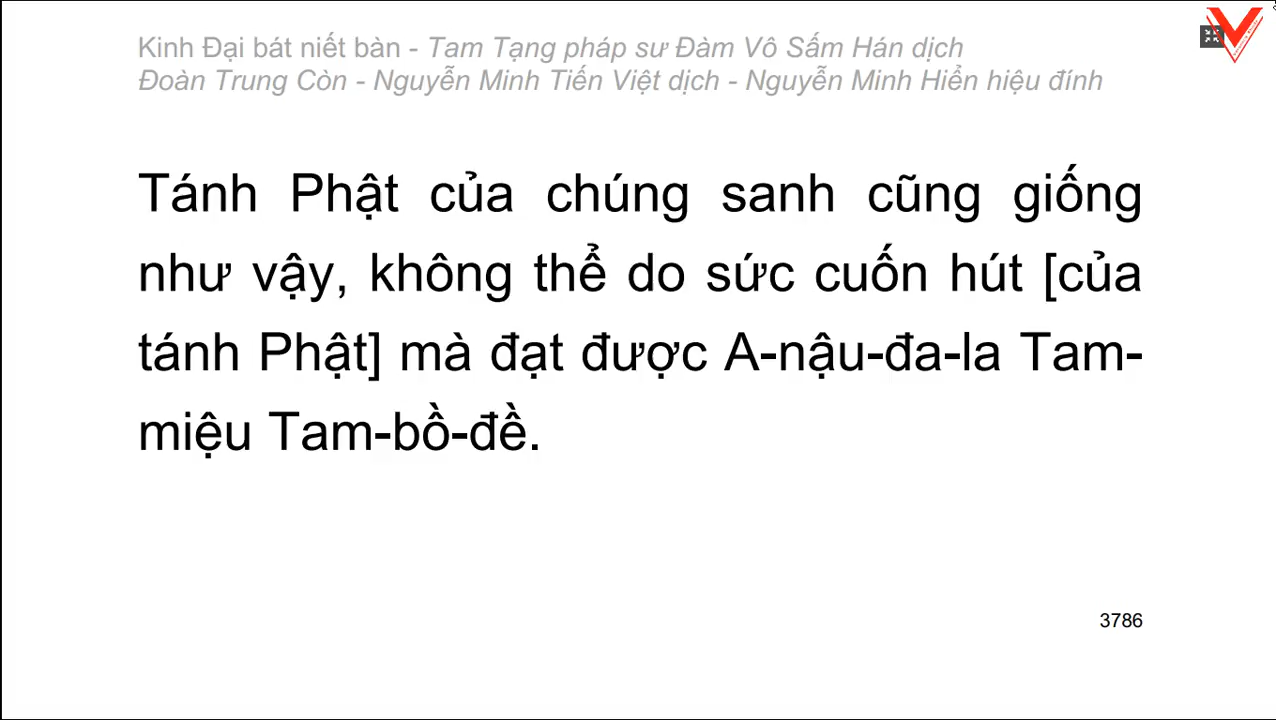 Kinh Đại bát niết bàn - Tam Tạng pháp sư Đàm Vô Sấm Hán dịch
Đoàn Trung Còn - Nguyễn Minh Tiến Việt dịch - Nguyễn Minh Hiển hiệu đính
Tánh Phật của chúng sanh cũng giống
như vậy, không thể do sức cuốn hút [của
tánh Phật] mà đạt được A-nậu-đa-la Tam-
miệu Tam-bồ-đề.
3786